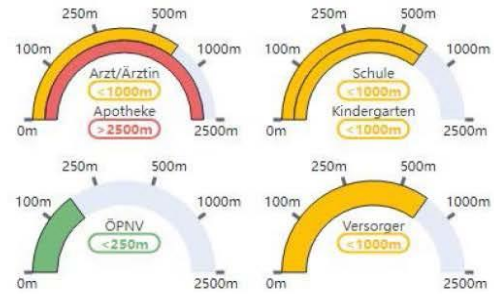 250m 500m
100m 1000m
Arzt/Ärztin
<1000m
Apotheke
>2500m
0m 2500m
250m 500m
100m 1000m
Schule
<1000m
Kindergarten
<1000m
0m 2500m
250m 500m
100m 1000m
ÖPNV
<250m
0m 2500m
250m 500m
100m 1000m
Versorger
<1000m
0m 2500m